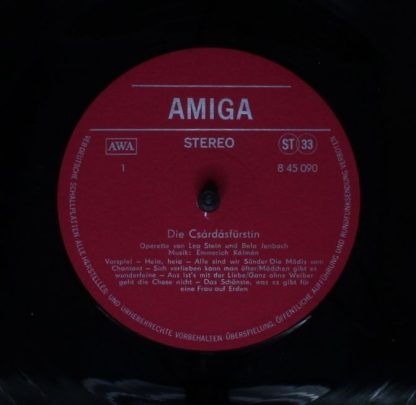 AMIGA
AWA STEREO ST 33
1 8 45 090
Die Csárdásfürstin
Operette von Leo Stein und Bela Jenbach
Musik: Emmerich Kálmán
Vorspiel – Heia, heia – Alle sind wir Sünder/Die Mädis vom
Chantant – Sich verlieben kann man öfter/Mädchen gibt es
wunderfeine – Aus ist's mit der Liebe/Ganz ohne Weiber
geht die Chose nicht – Das Schönste, was es gibt für
eine Frau auf Erden
VEB DEUTSCHE SCHALLPLATTEN ALLE HERSTELLER- UND URHEBERRECHTE VORBEHALTEN · ÜBERSPIELUNG, ÖFFENTLICHE AUFFÜHRUNG UND RUNDFUNKSENDUNG VERBOTEN